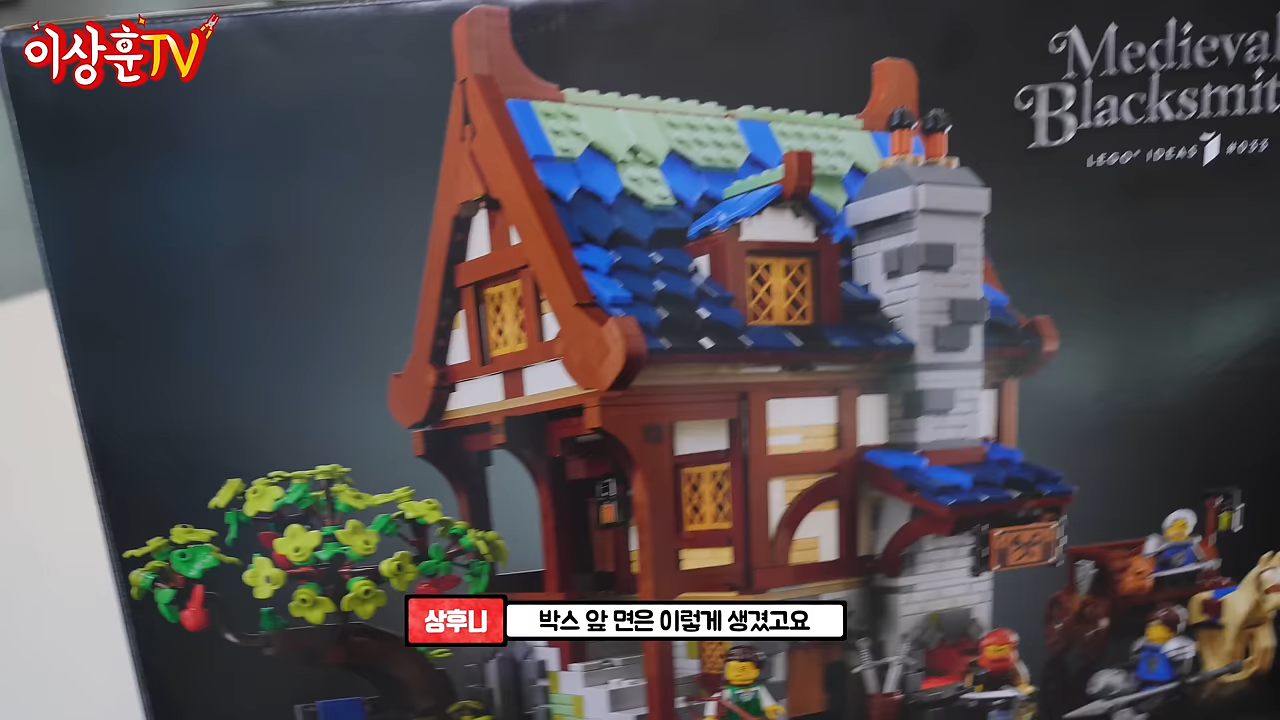 이상훈TV
Medieval
Blacksmit
LEGO IDEAS #033
상후니
박스 앞 면은 이렇게 생겼고요